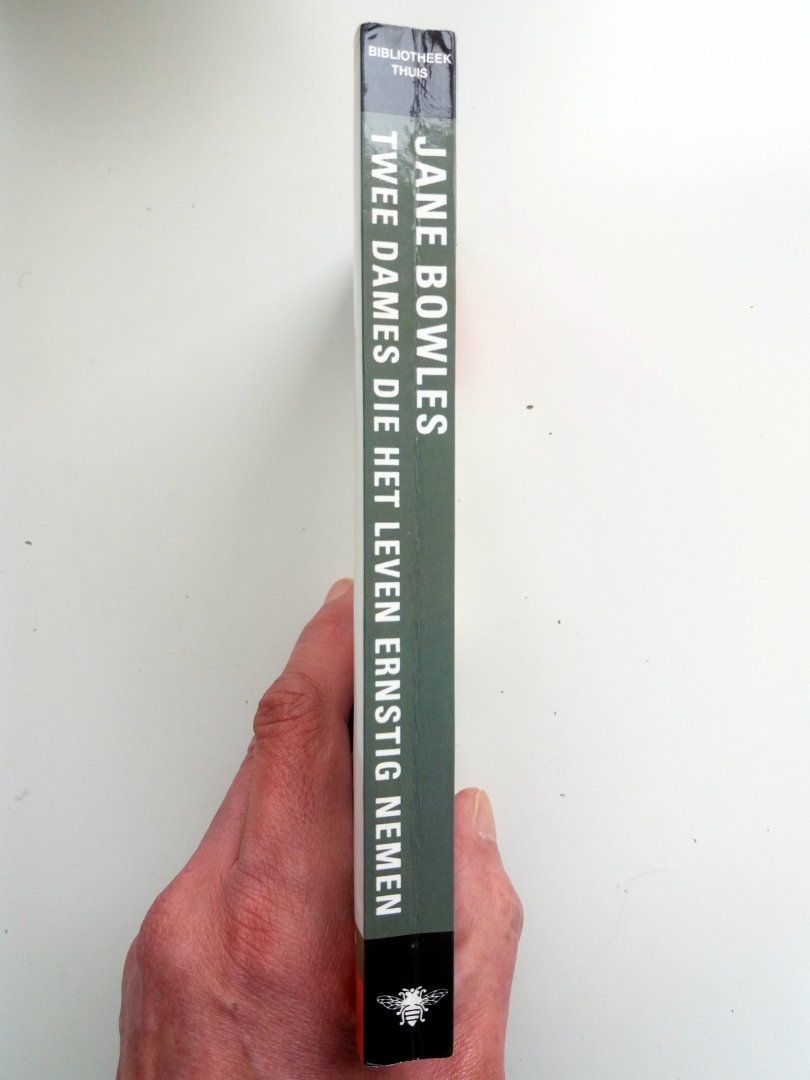 BIBLIOTHEEK
THUIS
JANE BOWLES
TWEE DAMES DIE HET LEVEN ERNSTIG NEMEN